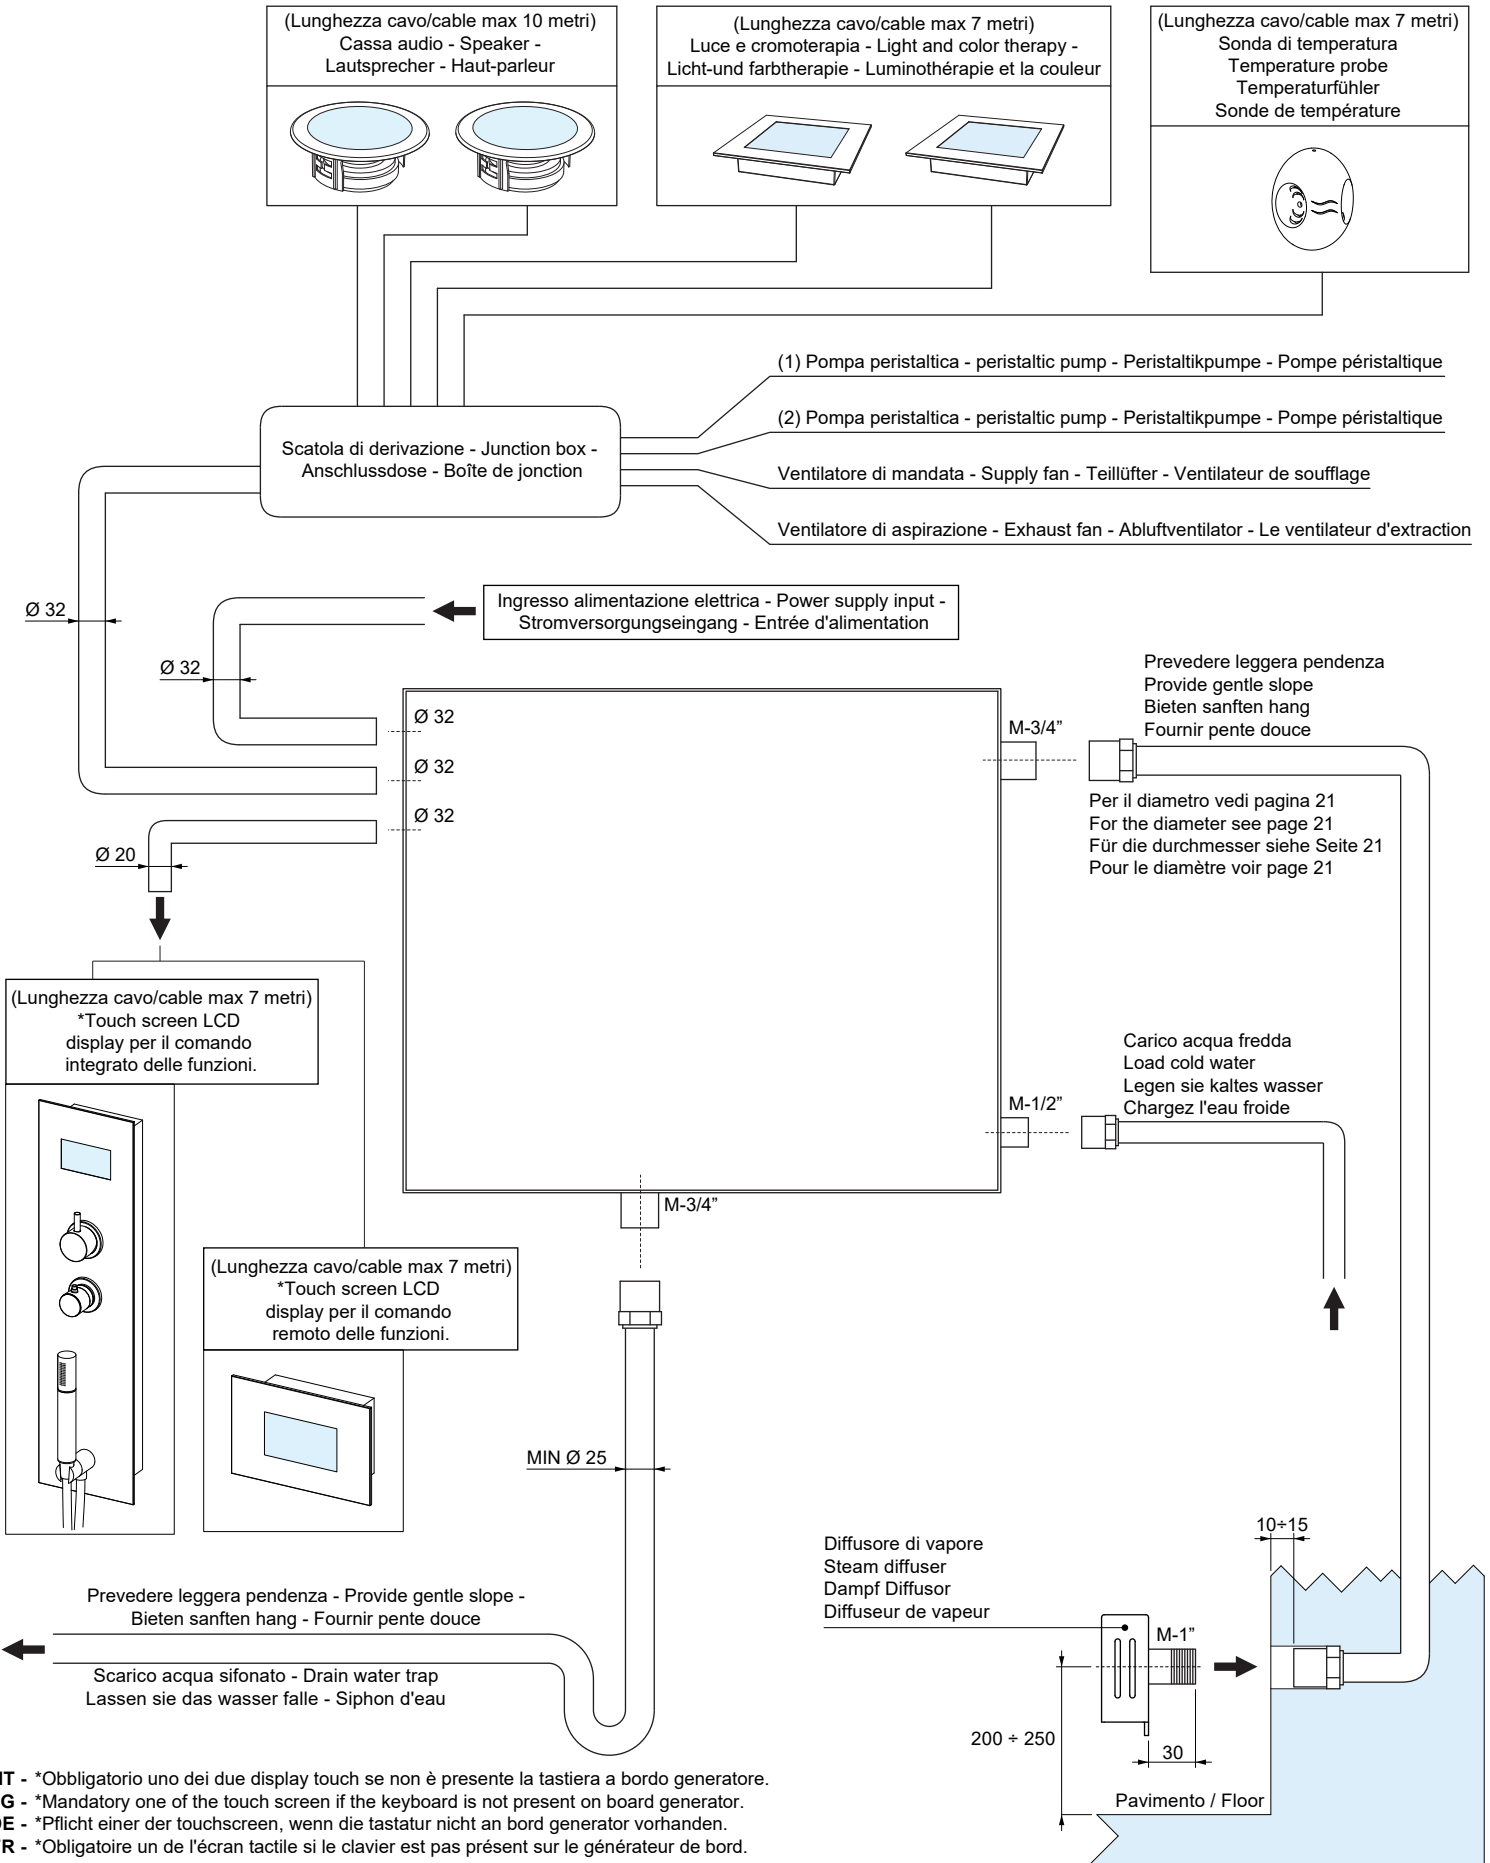 (Lunghezza cavo/cable max 10 metri)
Cassa audio - Speaker -
Lautsprecher - Haut-parleur
(Lunghezza cavo/cable max 7 metri)
Luce e cromoterapia - Light and color therapy -
Licht-und farbtherapie - Luminothérapie et la couleur
(Lunghezza cavo/cable max 7 metri)
Sonda di temperatura
Temperature probe
Temperaturfühler
Sonde de température
(1) Pompa peristaltica - peristaltic pump - Peristaltikpumpe - Pompe péristaltique
(2) Pompa peristaltica - peristaltic pump - Peristaltikpumpe - Pompe péristaltique
Scatola di derivazione - Junction box -
Anschlussdose - Boîte de jonction
Ventilatore di mandata - Supply fan - Teillüfter - Ventilateur de soufflage
Ventilatore di aspirazione - Exhaust fan - Abluftventilator - Le ventilateur d'extraction
Ø 32
Ingresso alimentazione elettrica - Power supply input -
Stromversorgungseingang - Entrée d'alimentation
Ø 32
Prevedere leggera pendenza
Provide gentle slope
Bieten sanften hang
Fournir pente douce
Ø 32
M-3/4”
Ø 32
Per il diametro vedi pagina 21
For the diameter see page 21
Für die durchmesser siehe Seite 21
Pour le diamètre voir page 21
Ø 32
Ø 20
(Lunghezza cavo/cable max 7 metri)
*Touch screen LCD
display per il comando
integrato delle funzioni.
Carico acqua fredda
Load cold water
Legen sie kaltes wasser
Chargez l'eau froide
M-1/2”
M-3/4”
(Lunghezza cavo/cable max 7 metri)
*Touch screen LCD
display per il comando
remoto delle funzioni.
MIN Ø 25
10÷15
Diffusore di vapore
Steam diffuser
Dampf Diffusor
Diffuseur de vapeur
Prevedere leggera pendenza - Provide gentle slope -
Bieten sanften hang - Fournir pente douce
M-1”
Scarico acqua sifonato - Drain water trap
Lassen sie das wasser falle - Siphon d'eau
200 ÷ 250
30
Pavimento / Floor
IT - *Obbligatorio uno dei due display touch se non è presente la tastiera a bordo generatore.
G - *Mandatory one of the touch screen if the keyboard is not present on board generator.
DE - *Pflicht einer der touchscreen, wenn die tastatur nicht an bord generator vorhanden.
FR - *Obligatoire un de l'écran tactile si le clavier est pas présent sur le générateur de bord.